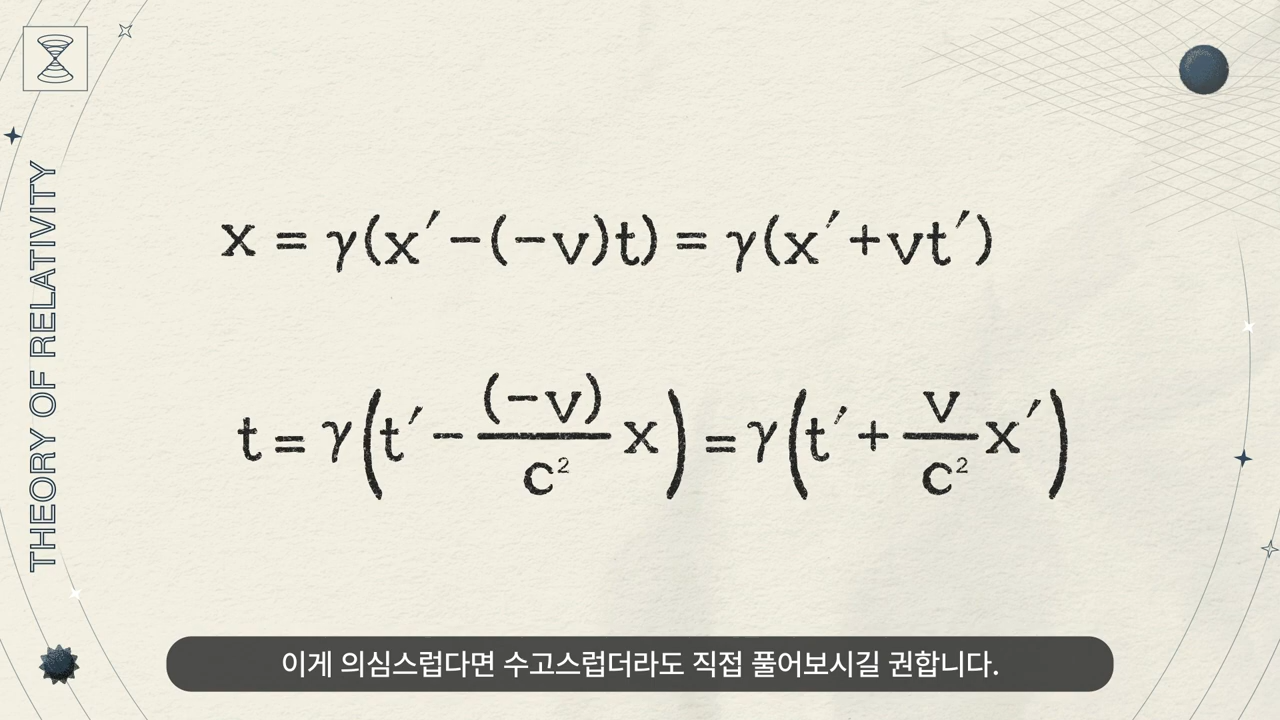 THEORY OF RELATIVITY
x = γ(x′−(−v)t) = γ(x′+vt′)
t = γ(t′− (−v)/c² x) = γ(t′+ v/c² x′)
이게 의심스럽다면 수고스럽더라도 직접 풀어보시길 권합니다.